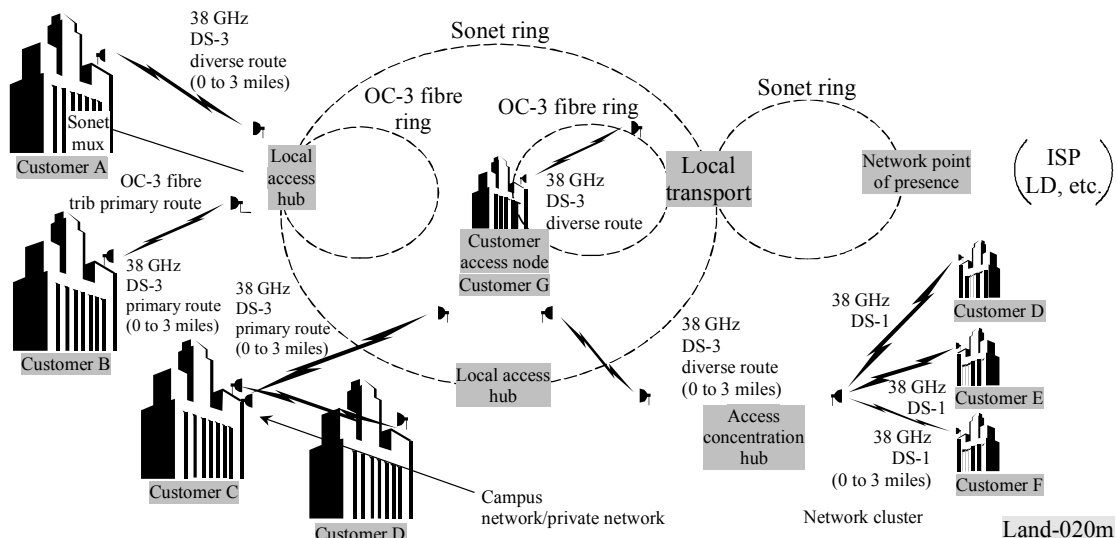 38 GHz
DS-3
diverse route
(0 to 3 miles)
Sonet
mux
Customer A
Sonet ring
OC-3 fibre
ring
OC-3 fibre ring
Sonet ring
Local
access
hub
38 GHz
DS-3
diverse route
Local
transport
Network point
of presence
ISP
LD, etc.
OC-3 fibre
trib primary route
Customer
access node
Customer G
38 GHz
DS-3
primary route
(0 to 3 miles)
Customer B
38 GHz
DS-3
primary route
(0 to 3 miles)
38 GHz
DS-3
diverse route
(0 to 3 miles)
38 GHz
DS-1
Customer D
Local access
hub
38 GHz
DS-1
Customer E
Access
concentration
hub
38 GHz
DS-1
(0 to 3 miles)
Customer F
Customer C
Campus
network/private network
Customer D
Network cluster
Land-020m